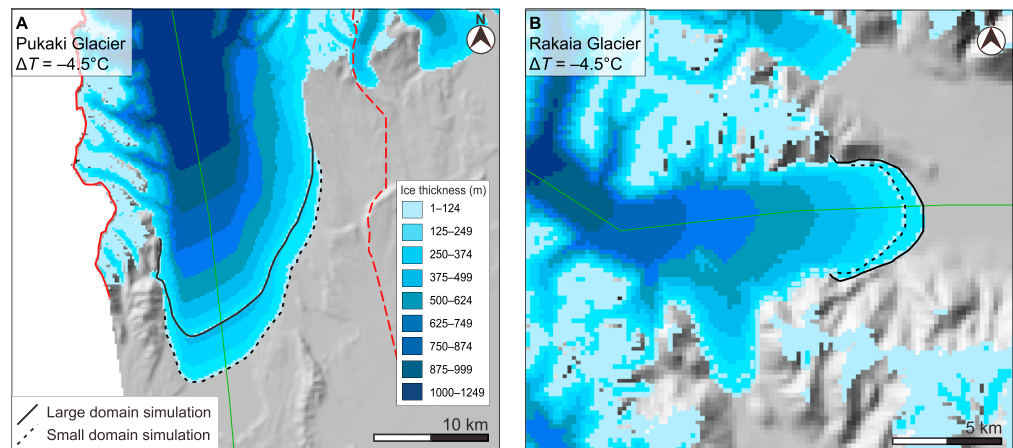 A
Pukaki Glacier
ΔT = –4.5°C
N
Ice thickness (m)
1–124
125–249
250–374
375–499
500–624
625–749
750–874
875–999
1000–1249
Large domain simulation
Small domain simulation
10 km
B
Rakaia Glacier
ΔT = –4.5°C
N
5 km